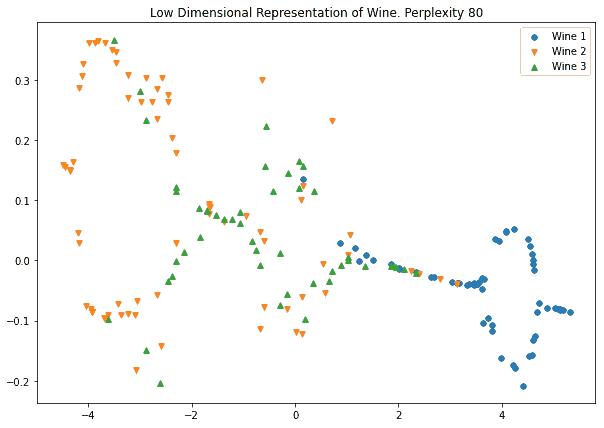 Low Dimensional Representation of Wine. Perplexity 80
Wine 1
Wine 2
Wine 3
0.3
0.2
0.1
0.0
−0.1
−0.2
−4 −2 0 2 4